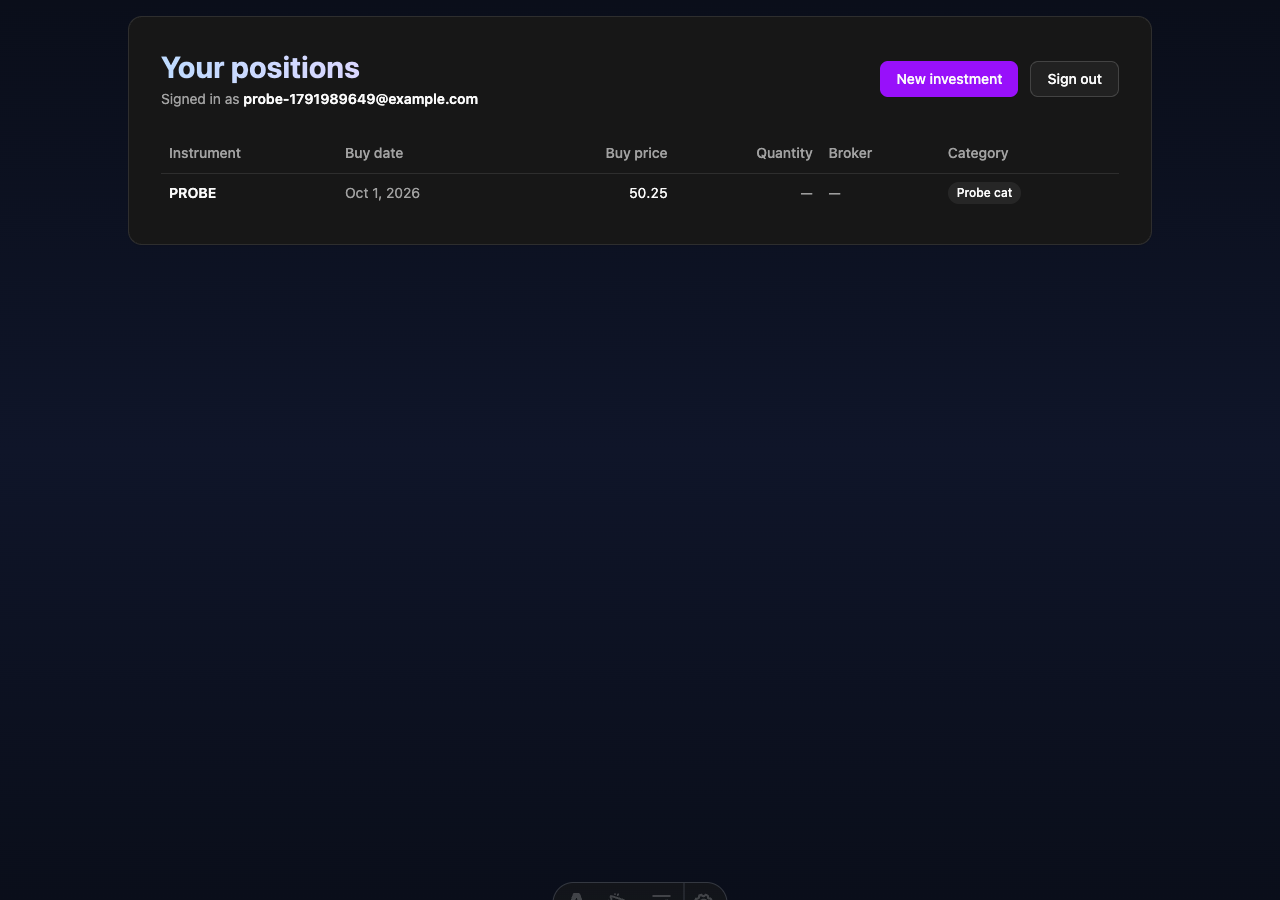 Your positions
Signed in as probe-1791989649@example.com
New investment
Sign out
Instrument Buy date Buy price Quantity Broker Category
PROBE Oct 1, 2026 50.25 — — Probe cat